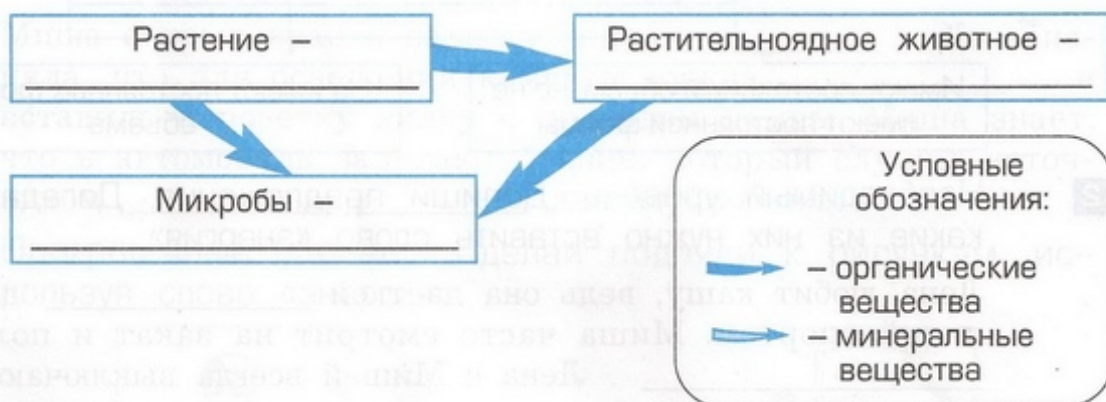 Растение –
Растительноядное животное –
Микробы –
Условные
обозначения:
– органические
вещества
– минеральные
вещества